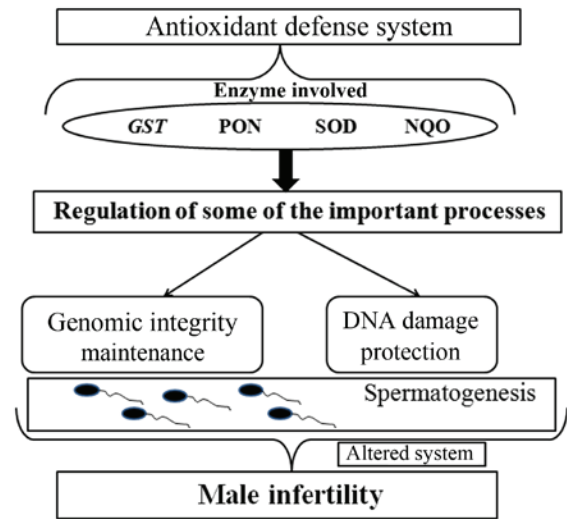 Antioxidant defense system
Enzyme involved
GST PON SOD NQO
Regulation of some of the important processes
Genomic integrity
maintenance
DNA damage
protection
Spermatogenesis
Altered system
Male infertility